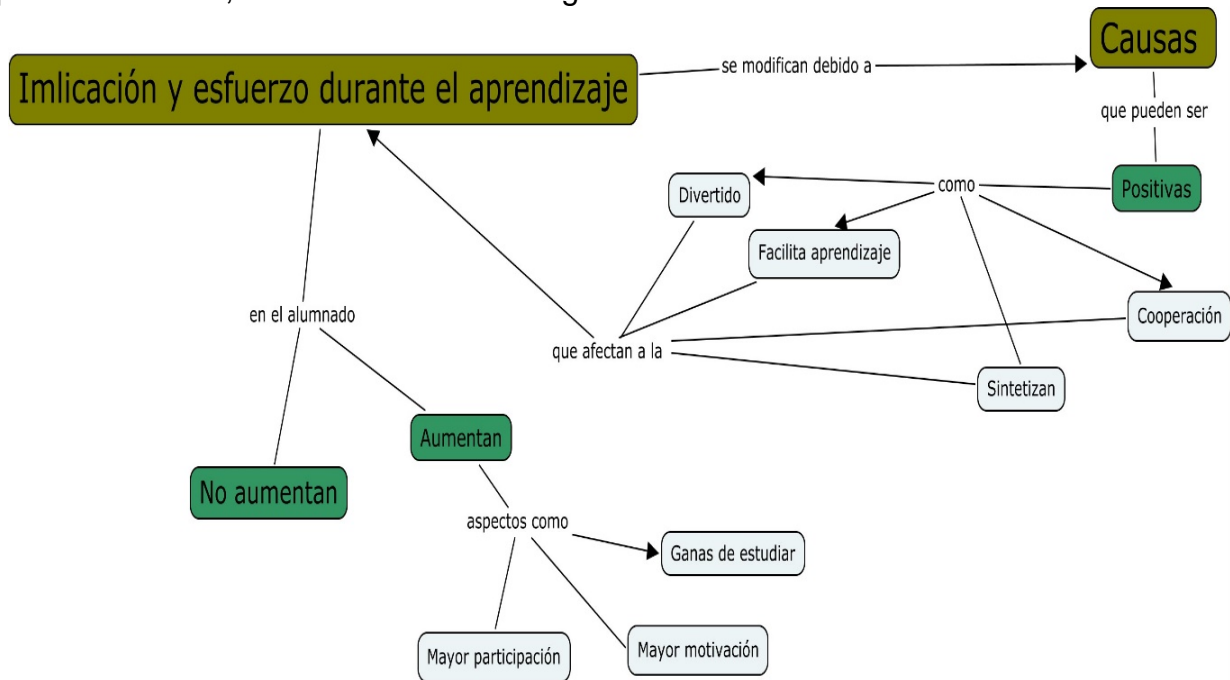 Causas
Imlicación y esfuerzo durante el aprendizaje
se modifican debido a
que pueden ser
Divertido
como
Positivas
Facilita aprendizaje
Cooperación
en el alumnado
que afectan a la
Sintetizan
Aumentan
No aumentan
aspectos como
Ganas de estudiar
Mayor participación
Mayor motivación